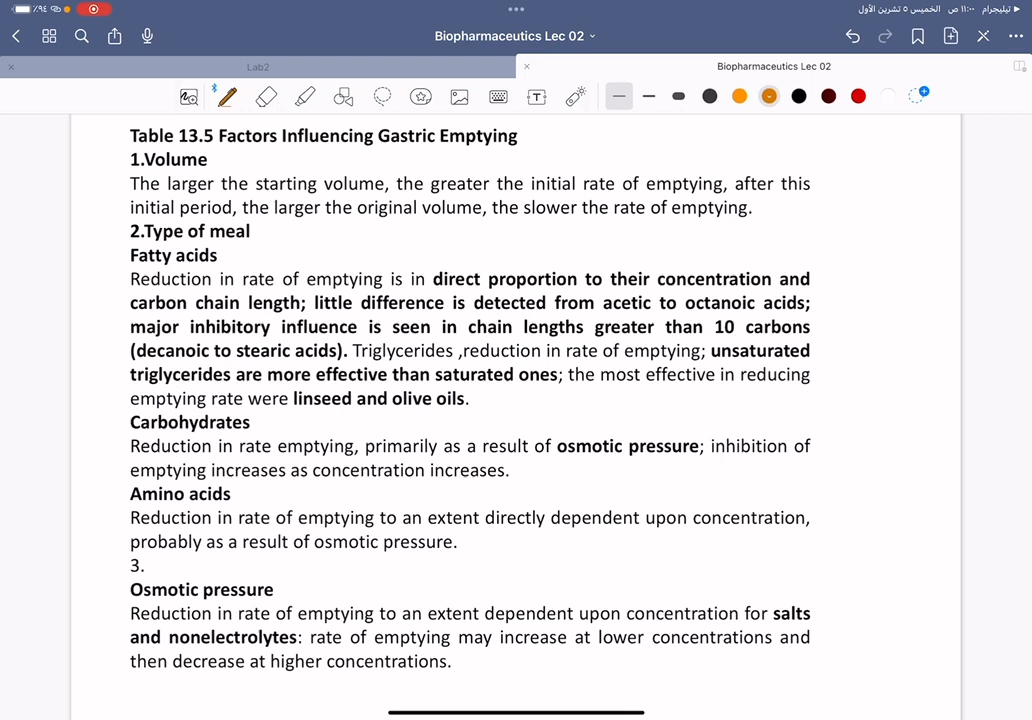 ٪٩٤
تيليجرام ◀ ١١:٠٠ ص الخميس ٥ تشرين الأول
Biopharmaceutics Lec 02
Lab2
Biopharmaceutics Lec 02
Table 13.5 Factors Influencing Gastric Emptying
1.Volume
The larger the starting volume, the greater the initial rate of emptying, after this
initial period, the larger the original volume, the slower the rate of emptying.
2.Type of meal
Fatty acids
Reduction in rate of emptying is in direct proportion to their concentration and
carbon chain length; little difference is detected from acetic to octanoic acids;
major inhibitory influence is seen in chain lengths greater than 10 carbons
(decanoic to stearic acids). Triglycerides ,reduction in rate of emptying; unsaturated
triglycerides are more effective than saturated ones; the most effective in reducing
emptying rate were linseed and olive oils.
Carbohydrates
Reduction in rate emptying, primarily as a result of osmotic pressure; inhibition of
emptying increases as concentration increases.
Amino acids
Reduction in rate of emptying to an extent directly dependent upon concentration,
probably as a result of osmotic pressure.
3.
Osmotic pressure
Reduction in rate of emptying to an extent dependent upon concentration for salts
and nonelectrolytes: rate of emptying may increase at lower concentrations and
then decrease at higher concentrations.